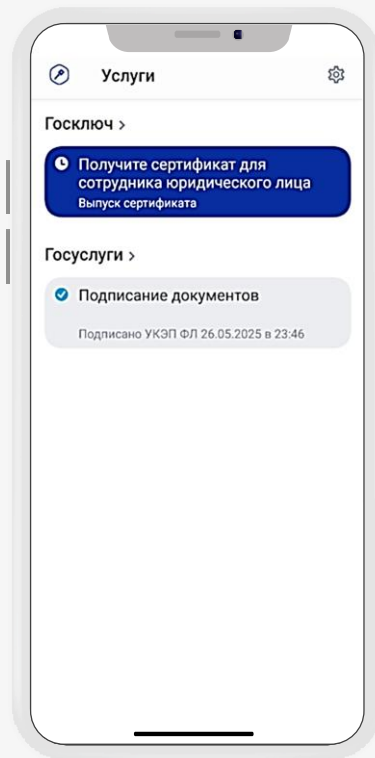 Услуги
Госключ >
Получите сертификат для
сотрудника юридического лица
Выпуск сертификата
Госуслуги >
Подписание документов
Подписано УКЭП ФЛ 26.05.2025 в 23:46